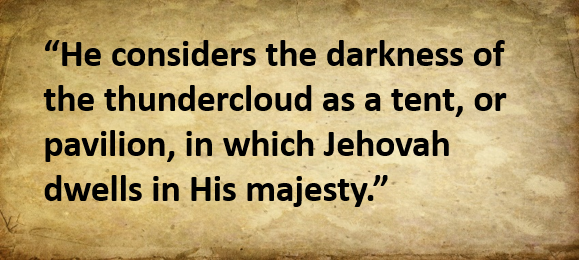 “He considers the darkness of
the thundercloud as a tent, or
pavilion, in which Jehovah
dwells in His majesty.”